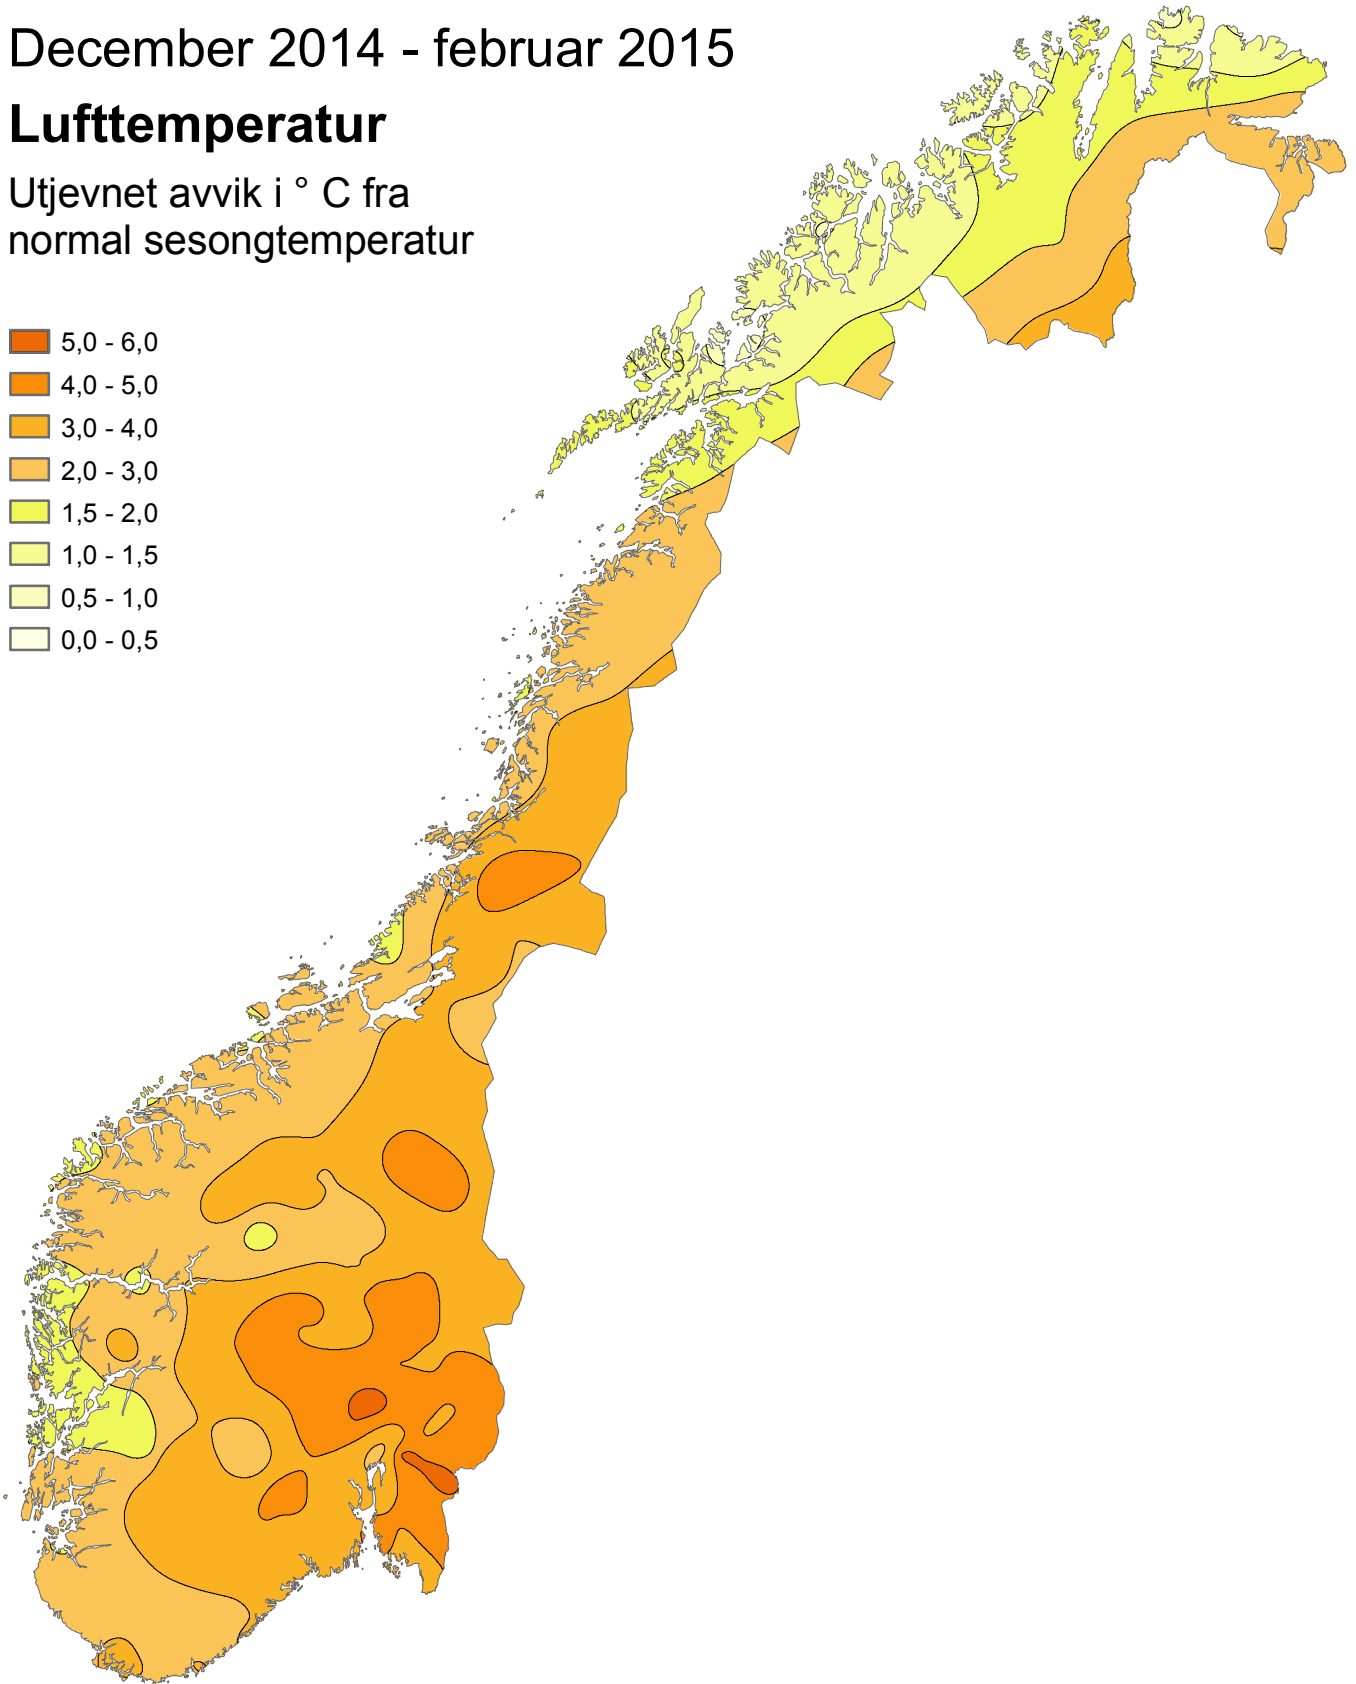 December 2014 - februar 2015
Lufttemperatur
Utjevnet avvik i ° C fra
normal sesongtemperatur
5,0 - 6,0
4,0 - 5,0
3,0 - 4,0
2,0 - 3,0
1,5 - 2,0
1,0 - 1,5
0,5 - 1,0
0,0 - 0,5